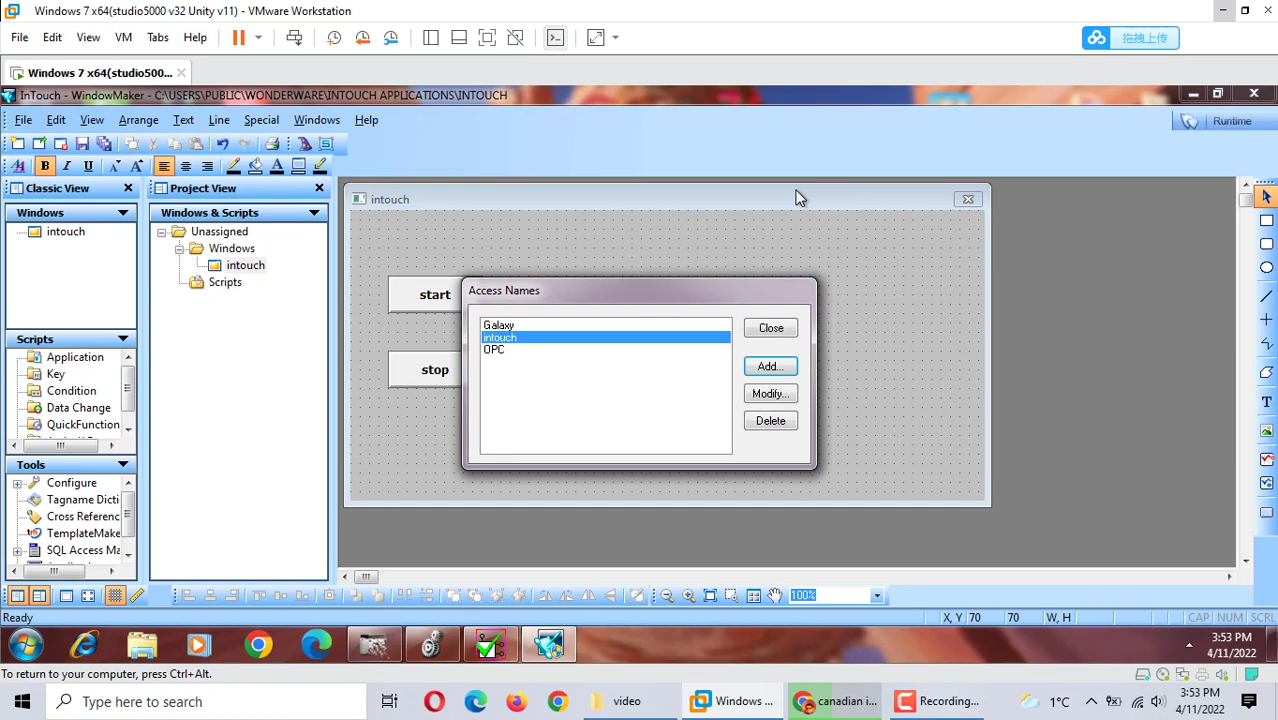 Windows 7 x64(studio5000 v32 Unity v11) - VMware Workstation
File Edit View VM Tabs Help
拖拽上传
Windows 7 x64(studio500...
InTouch - WindowMaker - C:\USERS\PUBLIC\WONDERWARE\INTOUCH APPLICATIONS\INTOUCH
File Edit View Arrange Text Line Special Windows Help
Runtime
Classic View
Project View
intouch
Windows
Windows & Scripts
intouch
Unassigned
Windows
intouch
Scripts
start
stop
Access Names
Galaxy
intouch
OPC
Close
Add...
Modify...
Delete
Scripts
Application
Key
Condition
Data Change
QuickFunction
Tools
Configure
Tagname Dicti
Cross Referenc
TemplateMake
SQL Access Ma
100%
Ready
X, Y 70 70 W, H
CAP NUM SCRL
3:53 PM
4/11/2022
To return to your computer, press Ctrl+Alt.
Type here to search
video
Windows ...
canadian i...
Recording...
1°C
3:53 PM
4/11/2022